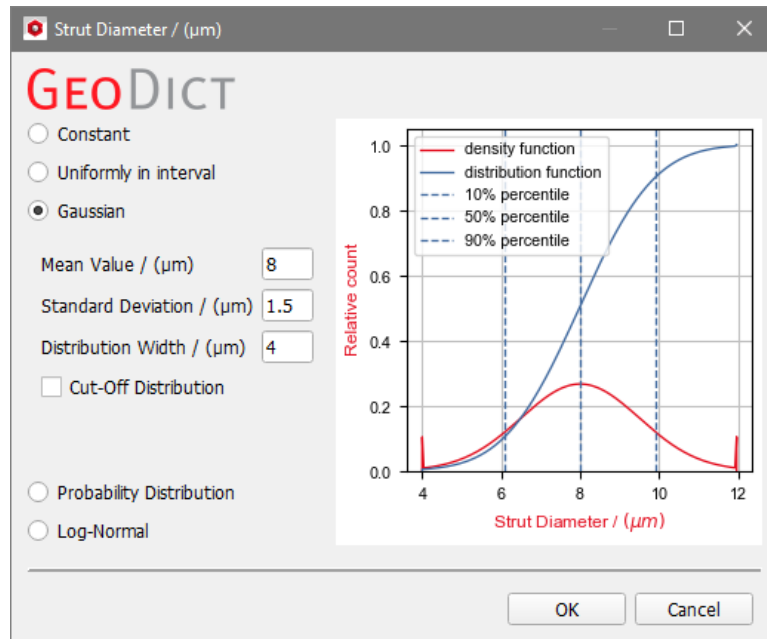 Strut Diameter / (µm)
GEODICT
Constant
Uniformly in interval
Gaussian
Mean Value / (µm) 8
Standard Deviation / (µm) 1.5
Distribution Width / (µm) 4
Cut-Off Distribution
Probability Distribution
Log-Normal
density function
distribution function
10% percentile
50% percentile
90% percentile
Relative count
1.0
0.8
0.6
0.4
0.2
0.0
4 6 8 10 12
Strut Diameter / (µm)
OK Cancel